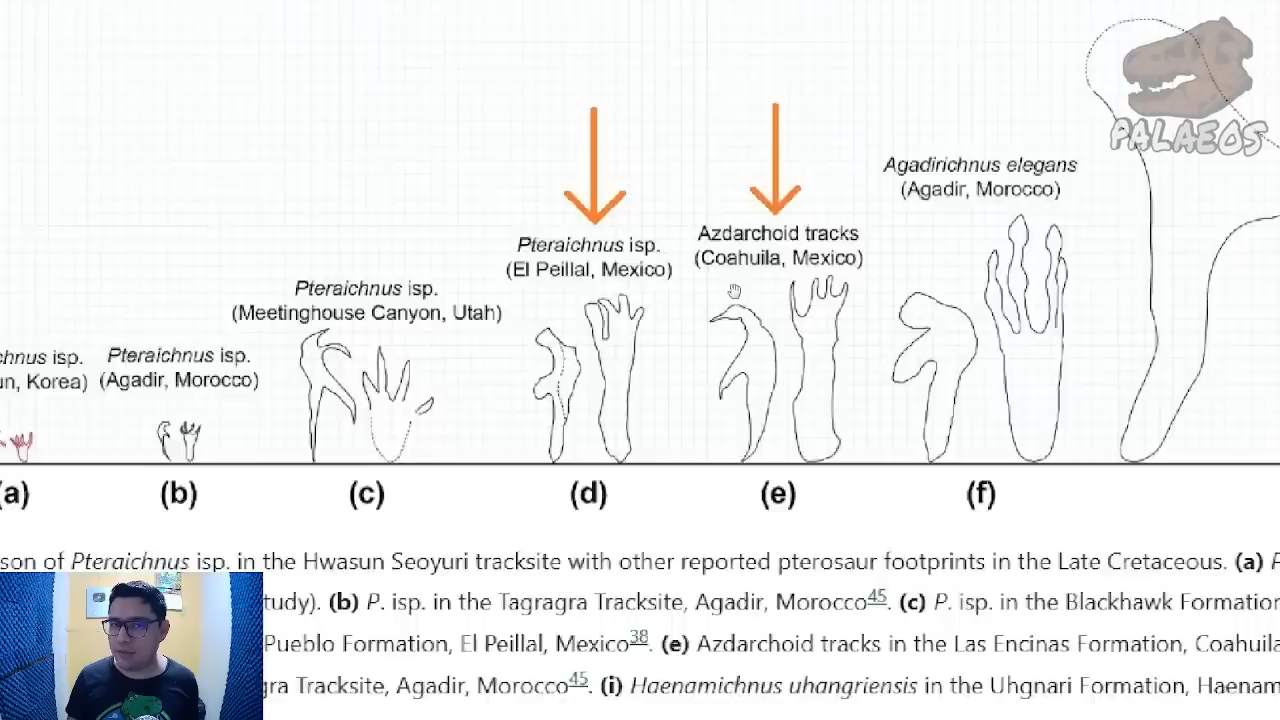 PALAEOS
Agadirichnus elegans
(Agadir, Morocco)
Azdarchoid tracks
(Coahuila, Mexico)
Pteraichnus isp.
(El Peillal, Mexico)
Pteraichnus isp.
(Meetinghouse Canyon, Utah)
chnus isp.
un, Korea)
Pteraichnus isp.
(Agadir, Morocco)
(a)
(b)
(c)
(d)
(e)
(f)
son of Pteraichnus isp. in the Hwasun Seoyuri tracksite with other reported pterosaur footprints in the Late Cretaceous. (a) P
tudy). (b) P. isp. in the Tagragra Tracksite, Agadir, Morocco45. (c) P. isp. in the Blackhawk Formation
Pueblo Formation, El Peillal, Mexico38. (e) Azdarchoid tracks in the Las Encinas Formation, Coahuila
gra Tracksite, Agadir, Morocco45. (i) Haenamichnus uhangriensis in the Uhgnari Formation, Haenam